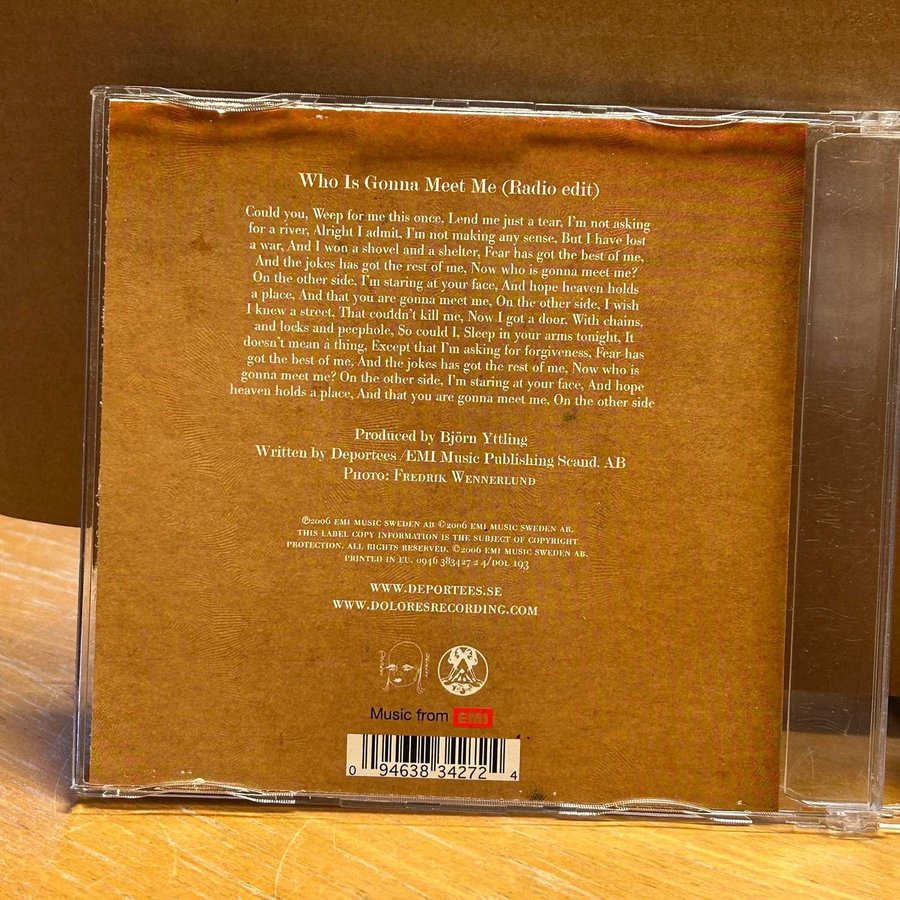 Who Is Gonna Meet Me (Radio edit)
Could you, Weep for me this once, Lend me just a tear, I'm not asking
for a river, Alright I admit, I'm not making any sense, But I have lost
a war, And I won a shovel and a shelter, Fear has got the best of me,
And the jokes has got the rest of me, Now who is gonna meet me?
On the other side, I'm staring at your face, And hope heaven holds
a place, And that you are gonna meet me, On the other side, I wish
I knew a street, That couldn't kill me, Now I got a door, With chains,
and locks and peephole, So could I, Sleep in your arms tonight, It
doesn't mean a thing, Except that I'm asking for forgiveness, Fear has
got the best of me, And the jokes has got the rest of me, Now who is
gonna meet me? On the other side, I'm staring at your face, And hope
heaven holds a place, And that you are gonna meet me, On the other side
Produced by Björn Yttling
Written by Deportees /EMI Music Publishing Scand. AB
Photo: Fredrik Wennerlund
℗2006 EMI MUSIC SWEDEN AB ©2006 EMI MUSIC SWEDEN AB.
THIS LABEL COPY INFORMATION IS THE SUBJECT OF COPYRIGHT
PROTECTION. ALL RIGHTS RESERVED. ©2006 EMI MUSIC SWEDEN AB.
PRINTED IN EU. 0946 383427 2 4/DOL 193
WWW.DEPORTEES.SE
WWW.DOLORESRECORDING.COM
Music from EMI
0 94638 34272 4